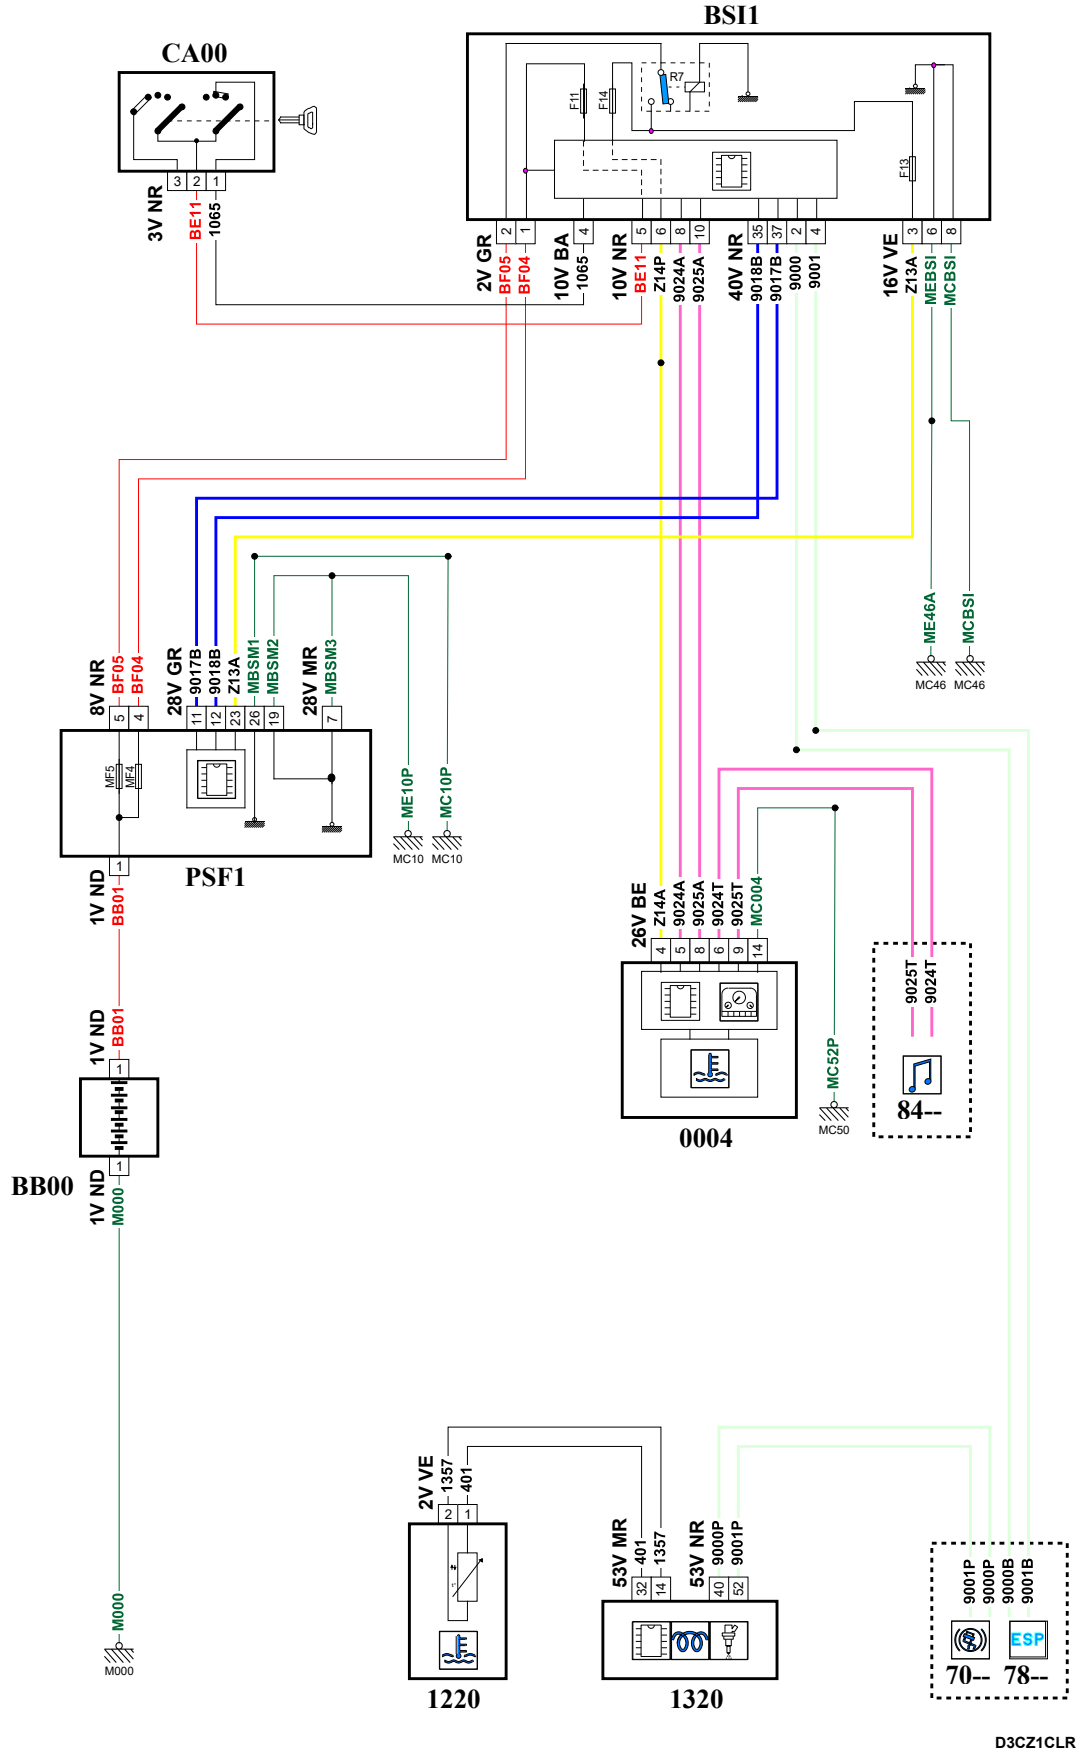 BSI1
CA00
R7
F11
F14
F13
3 2 1
3V NR
BE11
1065
2 1 4 5 6 8 10 35 37 2 4 3 6 8
2V GR
BF05
BF04
10V BA
1065
10V NR
BE11
Z14P
9024A
9025A
40V NR
9018B
9017B
9000
9001
16V VE
Z13A
MEBSI
MCBSI
ME46A
MCBSI
MC46
MC46
8V NR
BF05
BF04
28V GR
9017B
9018B
Z13A
MBSM1
MBSM2
28V MR
MBSM3
5 4 11 12 23 26 19 7
MF5
MF4
ME10P
MC10P
MC10
MC10
1
PSF1
1V ND
BB01
26V BE
Z14A
9024A
9025A
9024T
9025T
MC004
4 5 8 6 9 14
9025T
9024T
1V ND
BB01
1
MC52P
MC50
84--
0004
1
BB00
1V ND
M000
2V VE
1357
401
2 1
53V MR
401
1357
53V NR
9000P
9001P
32 14 40 52
9001P
9000P
9000B
9001B
M000
M000
ESP
70--
78--
1220
1320
D3CZ1CLR